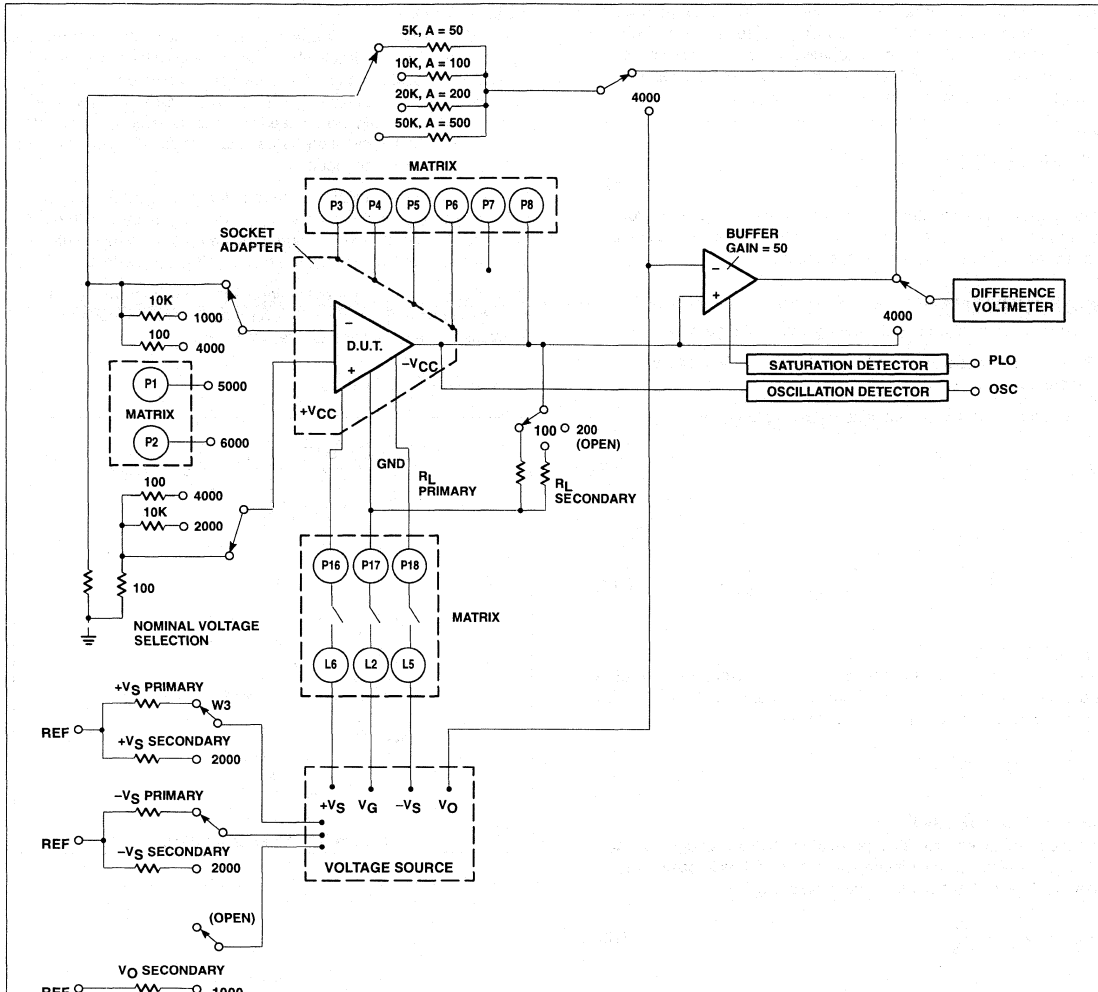 5K, A = 50
10K, A = 100
20K, A = 200
50K, A = 500
4000
MATRIX
P3 P4 P5 P6 P7 P8
SOCKET
ADAPTER
BUFFER
GAIN = 50
10K
1000
100
4000
P1
5000
MATRIX
P2
6000
−
D.U.T.
+
−VCC
+VCC
−
+
DIFFERENCE
VOLTMETER
4000
SATURATION DETECTOR
PLO
OSCILLATION DETECTOR
OSC
100
200
(OPEN)
GND
RL
PRIMARY
RL
SECONDARY
100
4000
10K
2000
100
P16 P17 P18
MATRIX
L6 L2 L5
NOMINAL VOLTAGE
SELECTION
+VS PRIMARY
W3
REF
+VS SECONDARY
2000
−VS PRIMARY
REF
−VS SECONDARY
2000
+VS VG −VS VO
VOLTAGE SOURCE
(OPEN)
VO SECONDARY
REF
1000